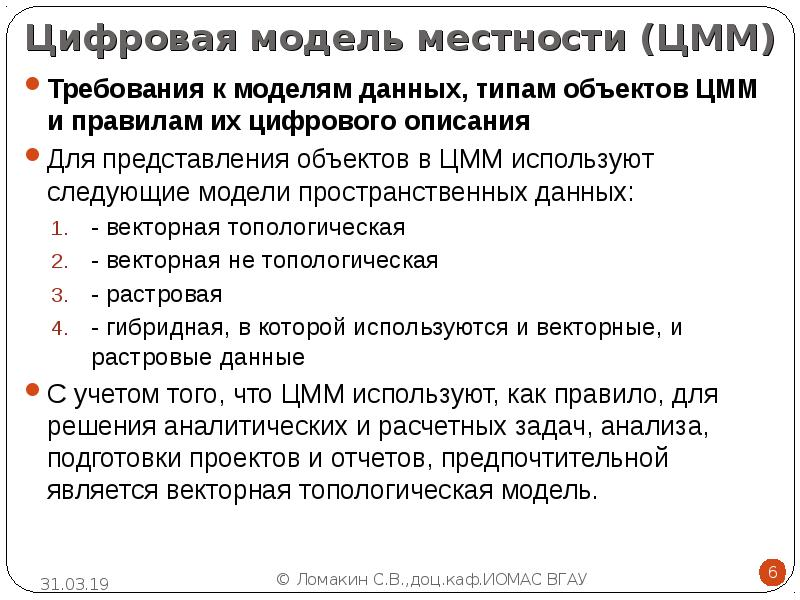 Цифровая модель местности (ЦММ)
Требования к моделям данных, типам объектов ЦММ
и правилам их цифрового описания
Для представления объектов в ЦММ используют
следующие модели пространственных данных:
1. - векторная топологическая
2. - векторная не топологическая
3. - растровая
4. - гибридная, в которой используются и векторные, и
растровые данные
С учетом того, что ЦММ используют, как правило, для
решения аналитических и расчетных задач, анализа,
подготовки проектов и отчетов, предпочтительной
является векторная топологическая модель.
31.03.19
© Ломакин С.В.,доц.каф.ИОМАС ВГАУ
6